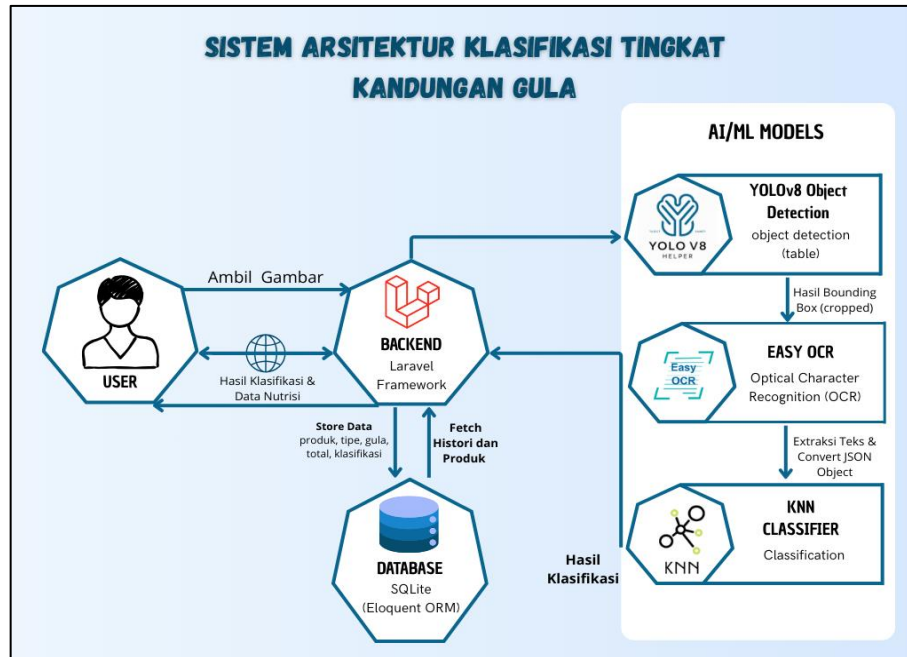 SISTEM ARSITEKTUR KLASIFIKASI TINGKAT
KANDUNGAN GULA
AI/ML MODELS
YOLO V8
HELPER
YOLOv8 Object
Detection
object detection
(table)
Hasil Bounding
Box (cropped)
Easy
OCR
EASY OCR
Optical Character
Recognition (OCR)
Extraksi Teks &
Convert JSON
Object
KNN
KNN
CLASSIFIER
Classification
Ambil Gambar
USER
Hasil Klasifikasi &
Data Nutrisi
BACKEND
Laravel
Framework
Store Data
produk, tipe, gula,
total, klasifikasi
Fetch
Histori dan
Produk
DATABASE
SQLite
(Eloquent ORM)
Hasil
Klasifikasi